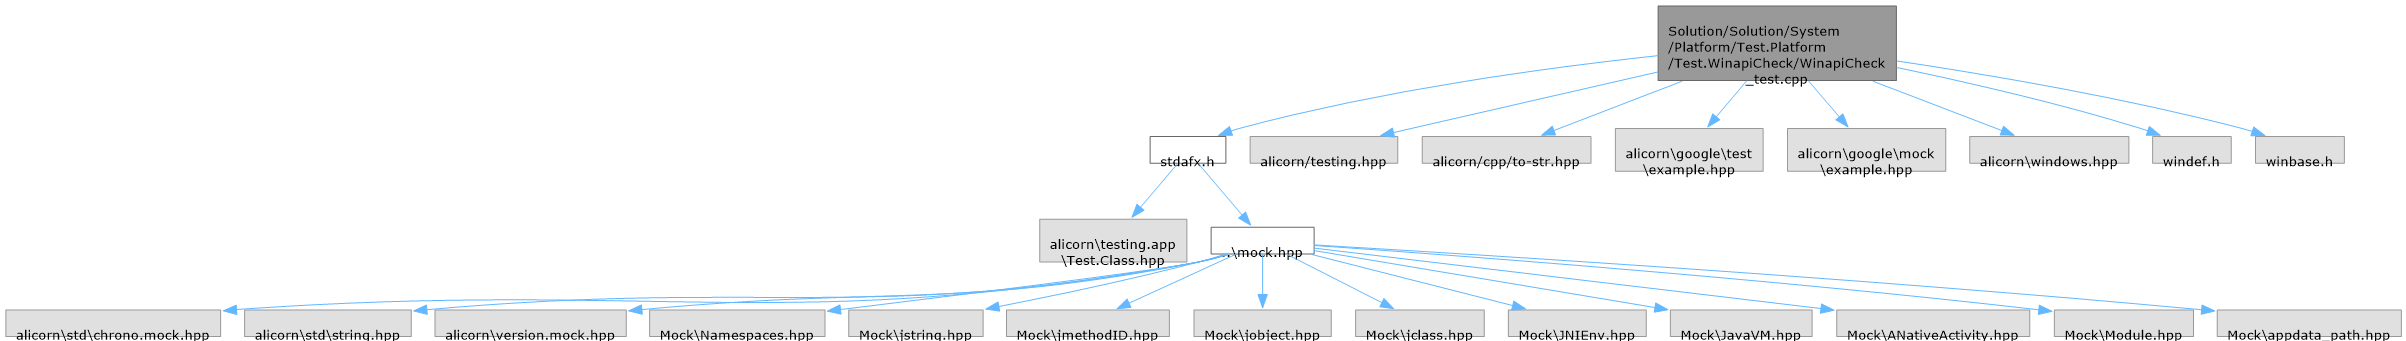 Solution/Solution/System
/Platform/Test.Platform
/Test.WinapiCheck/WinapiCheck
_test.cpp
stdafx.h
alicorn/testing.hpp
alicorn/cpp/to-str.hpp
alicorn\google\test
\example.hpp
alicorn\google\mock
\example.hpp
alicorn\windows.hpp
windef.h
winbase.h
alicorn\testing.app
\Test.Class.hpp
..\mock.hpp
alicorn\std\chrono.mock.hpp
alicorn\std\string.hpp
alicorn\version.mock.hpp
Mock\Namespaces.hpp
Mock\jstring.hpp
Mock\jmethodID.hpp
Mock\jobject.hpp
Mock\jclass.hpp
Mock\JNIEnv.hpp
Mock\JavaVM.hpp
Mock\ANativeActivity.hpp
Mock\Module.hpp
Mock\appdata_path.hpp